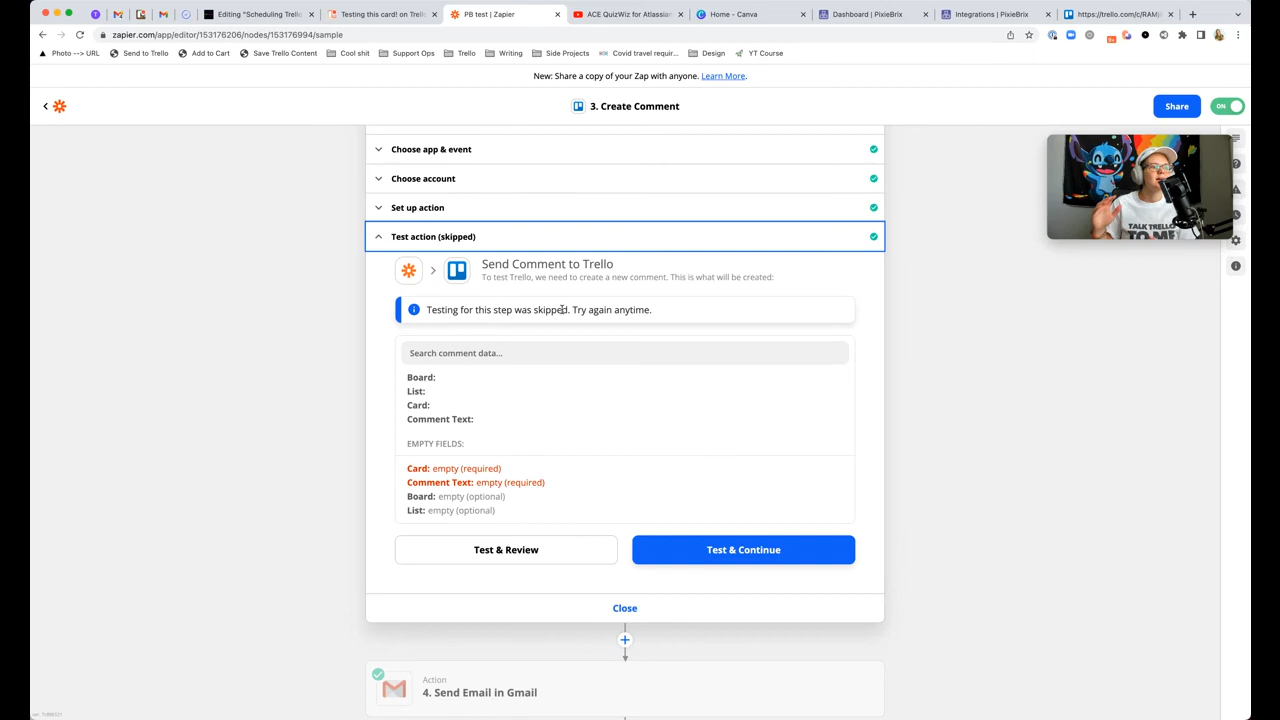 Editing "Scheduling Trello
Testing this card! on Trello
PB test | Zapier
ACE QuizWiz for Atlassian
Home - Canva
Dashboard | PixieBrix
Integrations | PixieBrix
https://trello.com/c/RAMj
zapier.com/app/editor/153176206/nodes/153176994/sample
9+
Photo --> URL
Send to Trello
Add to Cart
Save Trello Content
Cool shit
Support Ops
Trello
Writing
Side Projects
Covid travel requir...
Design
YT Course
New: Share a copy of your Zap with anyone. Learn More.
3. Create Comment
Share
ON
Choose app & event
Choose account
Set up action
Test action (skipped)
TALK TRELLO
TO ME
Send Comment to Trello
To test Trello, we need to create a new comment. This is what will be created:
Testing for this step was skipped. Try again anytime.
Search comment data...
Board:
List:
Card:
Comment Text:
EMPTY FIELDS:
Card: empty (required)
Comment Text: empty (required)
Board: empty (optional)
List: empty (optional)
Test & Review
Test & Continue
Close
Action
4. Send Email in Gmail